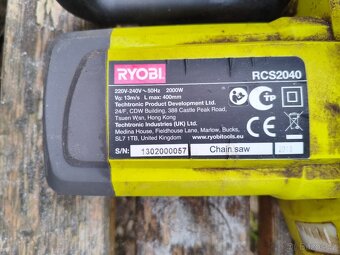 RYOBI
RCS2040
220V-240V~50Hz 2000W
V0: 13m/s L max: 400mm
Techtronic Product Development Ltd.
24/F, CDW Building, 388 Castle Peak Road,
Tsuen Wan, Hong Kong
Techtronic Industries (UK) Ltd.
Medina House, Fieldhouse Lane, Marlow, Bucks,
SL7 1TB, United Kingdom
www.ryobitools.eu
S/N: 1302000057
Chain saw
CE